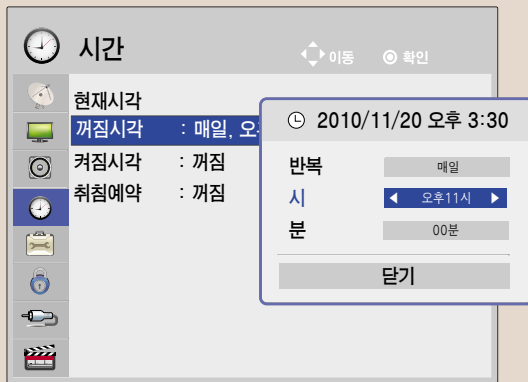 시간
이동 확인
현재시각
꺼짐시각 : 매일, 오
켜짐시각 : 꺼짐
취침예약 : 꺼짐
2010/11/20 오후 3:30
반복 매일
시 오후11시
분 00분
닫기